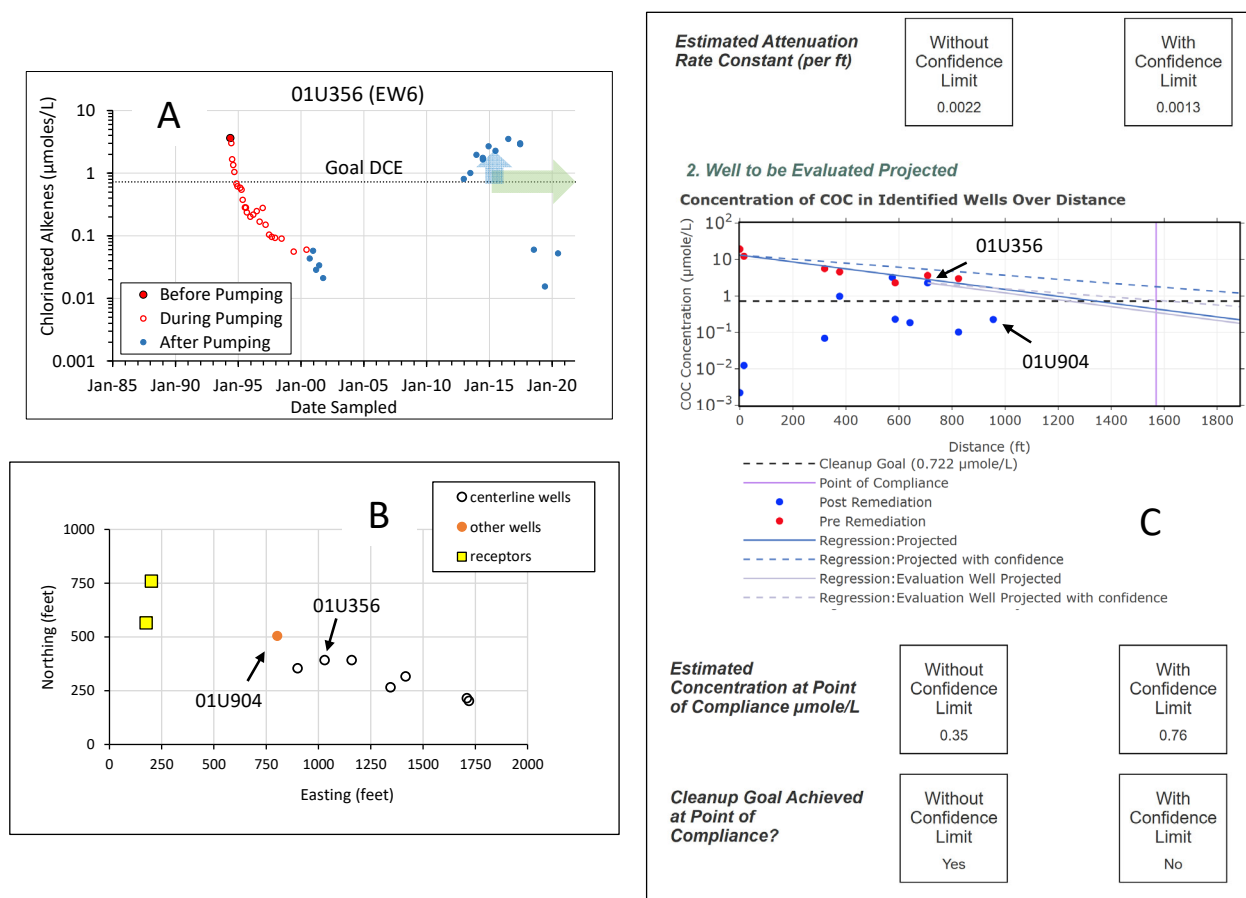 01U356 (EW6)
A
Chlorinated Alkenes (µmoles/L)
10
1
0.1
0.01
0.001
Goal DCE
Before Pumping
During Pumping
After Pumping
Jan-85 Jan-90 Jan-95 Jan-00 Jan-05 Jan-10 Jan-15 Jan-20
Date Sampled
B
centerline wells
other wells
receptors
Northing (feet)
1000
750
500
250
0
01U356
01U904
0 250 500 750 1000 1250 1500 1750 2000
Easting (feet)
Estimated Attenuation
Rate Constant (per ft)
Without
Confidence
Limit
0.0022
With
Confidence
Limit
0.0013
2. Well to be Evaluated Projected
Concentration of COC in Identified Wells Over Distance
COC Concentration (µmole/L)
10²
10
1
10⁻¹
10⁻²
10⁻³
01U356
01U904
0 200 400 600 800 1000 1200 1400 1600 1800
Distance (ft)
Cleanup Goal (0.722 µmole/L)
Point of Compliance
Post Remediation
Pre Remediation
Regression:Projected
Regression:Projected with confidence
Regression:Evaluation Well Projected
Regression:Evaluation Well Projected with confidence
C
Estimated
Concentration at Point
of Compliance µmole/L
Without
Confidence
Limit
0.35
With
Confidence
Limit
0.76
Cleanup Goal Achieved
at Point of
Compliance?
Without
Confidence
Limit
Yes
With
Confidence
Limit
No